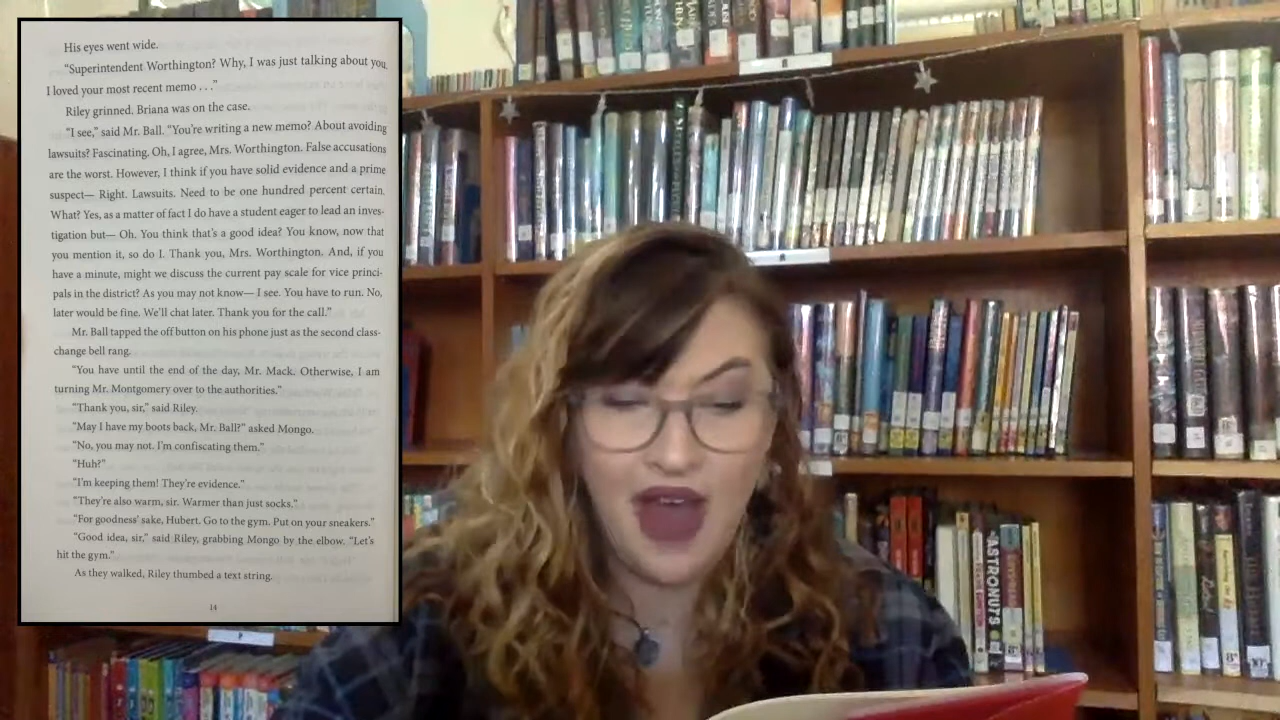 His eyes went wide.
“Superintendent Worthington? Why, I was just talking about you.
I loved your most recent memo . . .”
Riley grinned. Briana was on the case.
“I see,” said Mr. Ball. “You’re writing a new memo? About avoiding
lawsuits? Fascinating. Oh, I agree, Mrs. Worthington. False accusations
are the worst. However, I think if you have solid evidence and a prime
suspect— Right. Lawsuits. Need to be one hundred percent certain.
What? Yes, as a matter of fact I do have a student eager to lead an inves-
tigation but— Oh. You think that’s a good idea? You know, now that
you mention it, so do I. Thank you, Mrs. Worthington. And, if you
have a minute, might we discuss the current pay scale for vice princi-
pals in the district? As you may not know— I see. You have to run. No,
later would be fine. We’ll chat later. Thank you for the call.”
Mr. Ball tapped the off button on his phone just as the second class-
change bell rang.
“You have until the end of the day, Mr. Mack. Otherwise, I am
turning Mr. Montgomery over to the authorities.”
“Thank you, sir,” said Riley.
“May I have my boots back, Mr. Ball?” asked Mongo.
“No, you may not. I’m confiscating them.”
“Huh?”
“I’m keeping them! They’re evidence.”
“They’re also warm, sir. Warmer than just socks.”
“For goodness’ sake, Hubert. Go to the gym. Put on your sneakers.”
“Good idea, sir,” said Riley, grabbing Mongo by the elbow. “Let’s
hit the gym.”
As they walked, Riley thumbed a text string.
14
ASTRONUTS